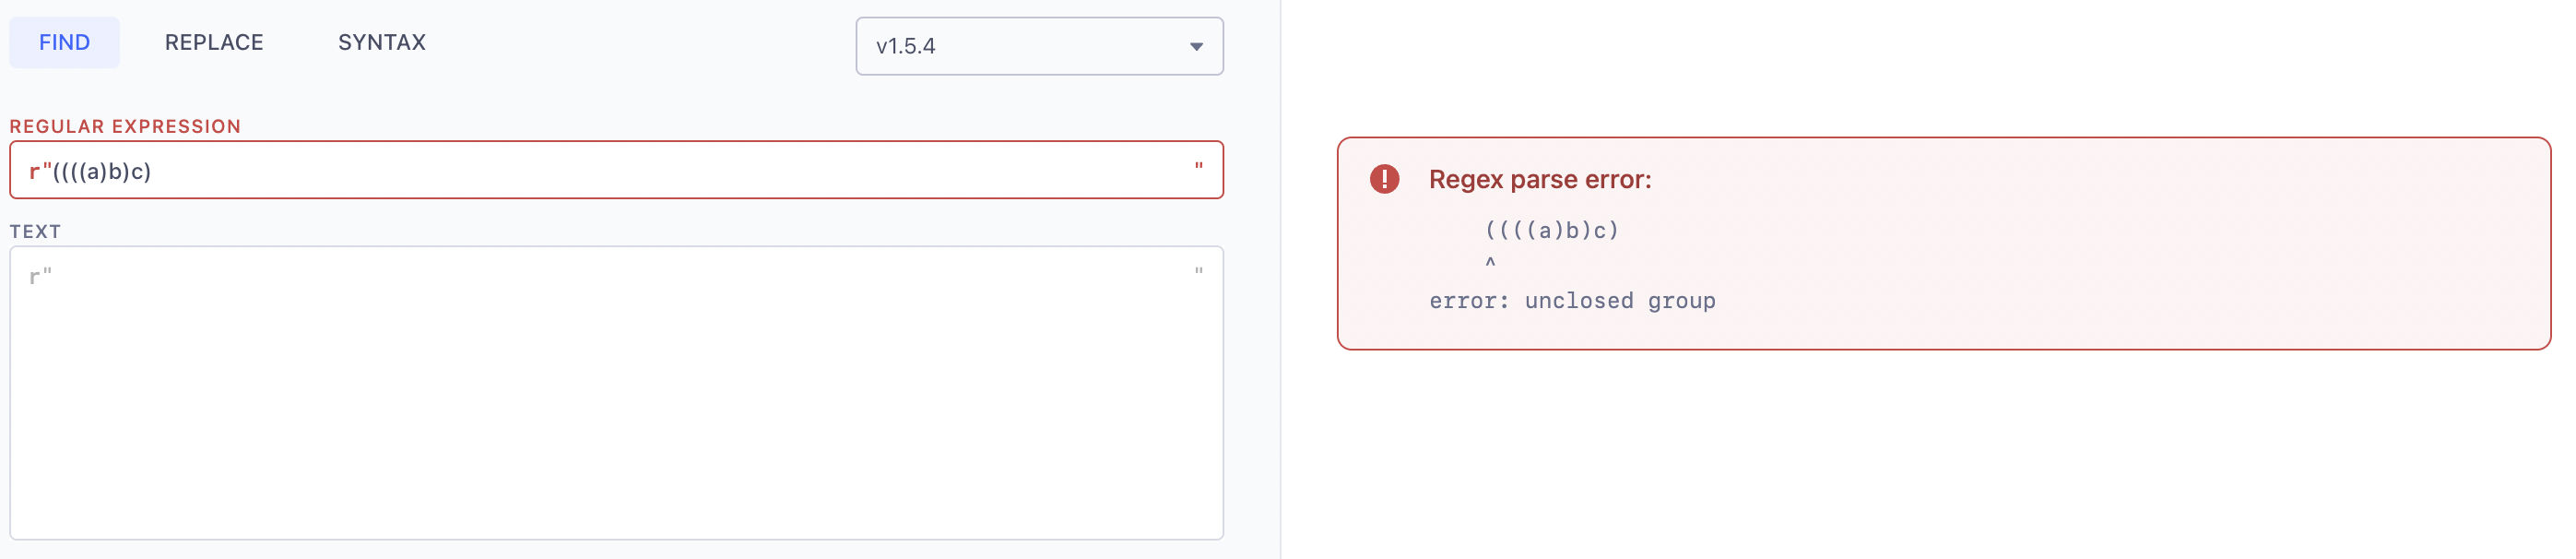 FIND REPLACE SYNTAX v1.5.4
REGULAR EXPRESSION
r"((((a)b)c) "
TEXT
r" "
! Regex parse error:
((((a)b)c)
^
error: unclosed group